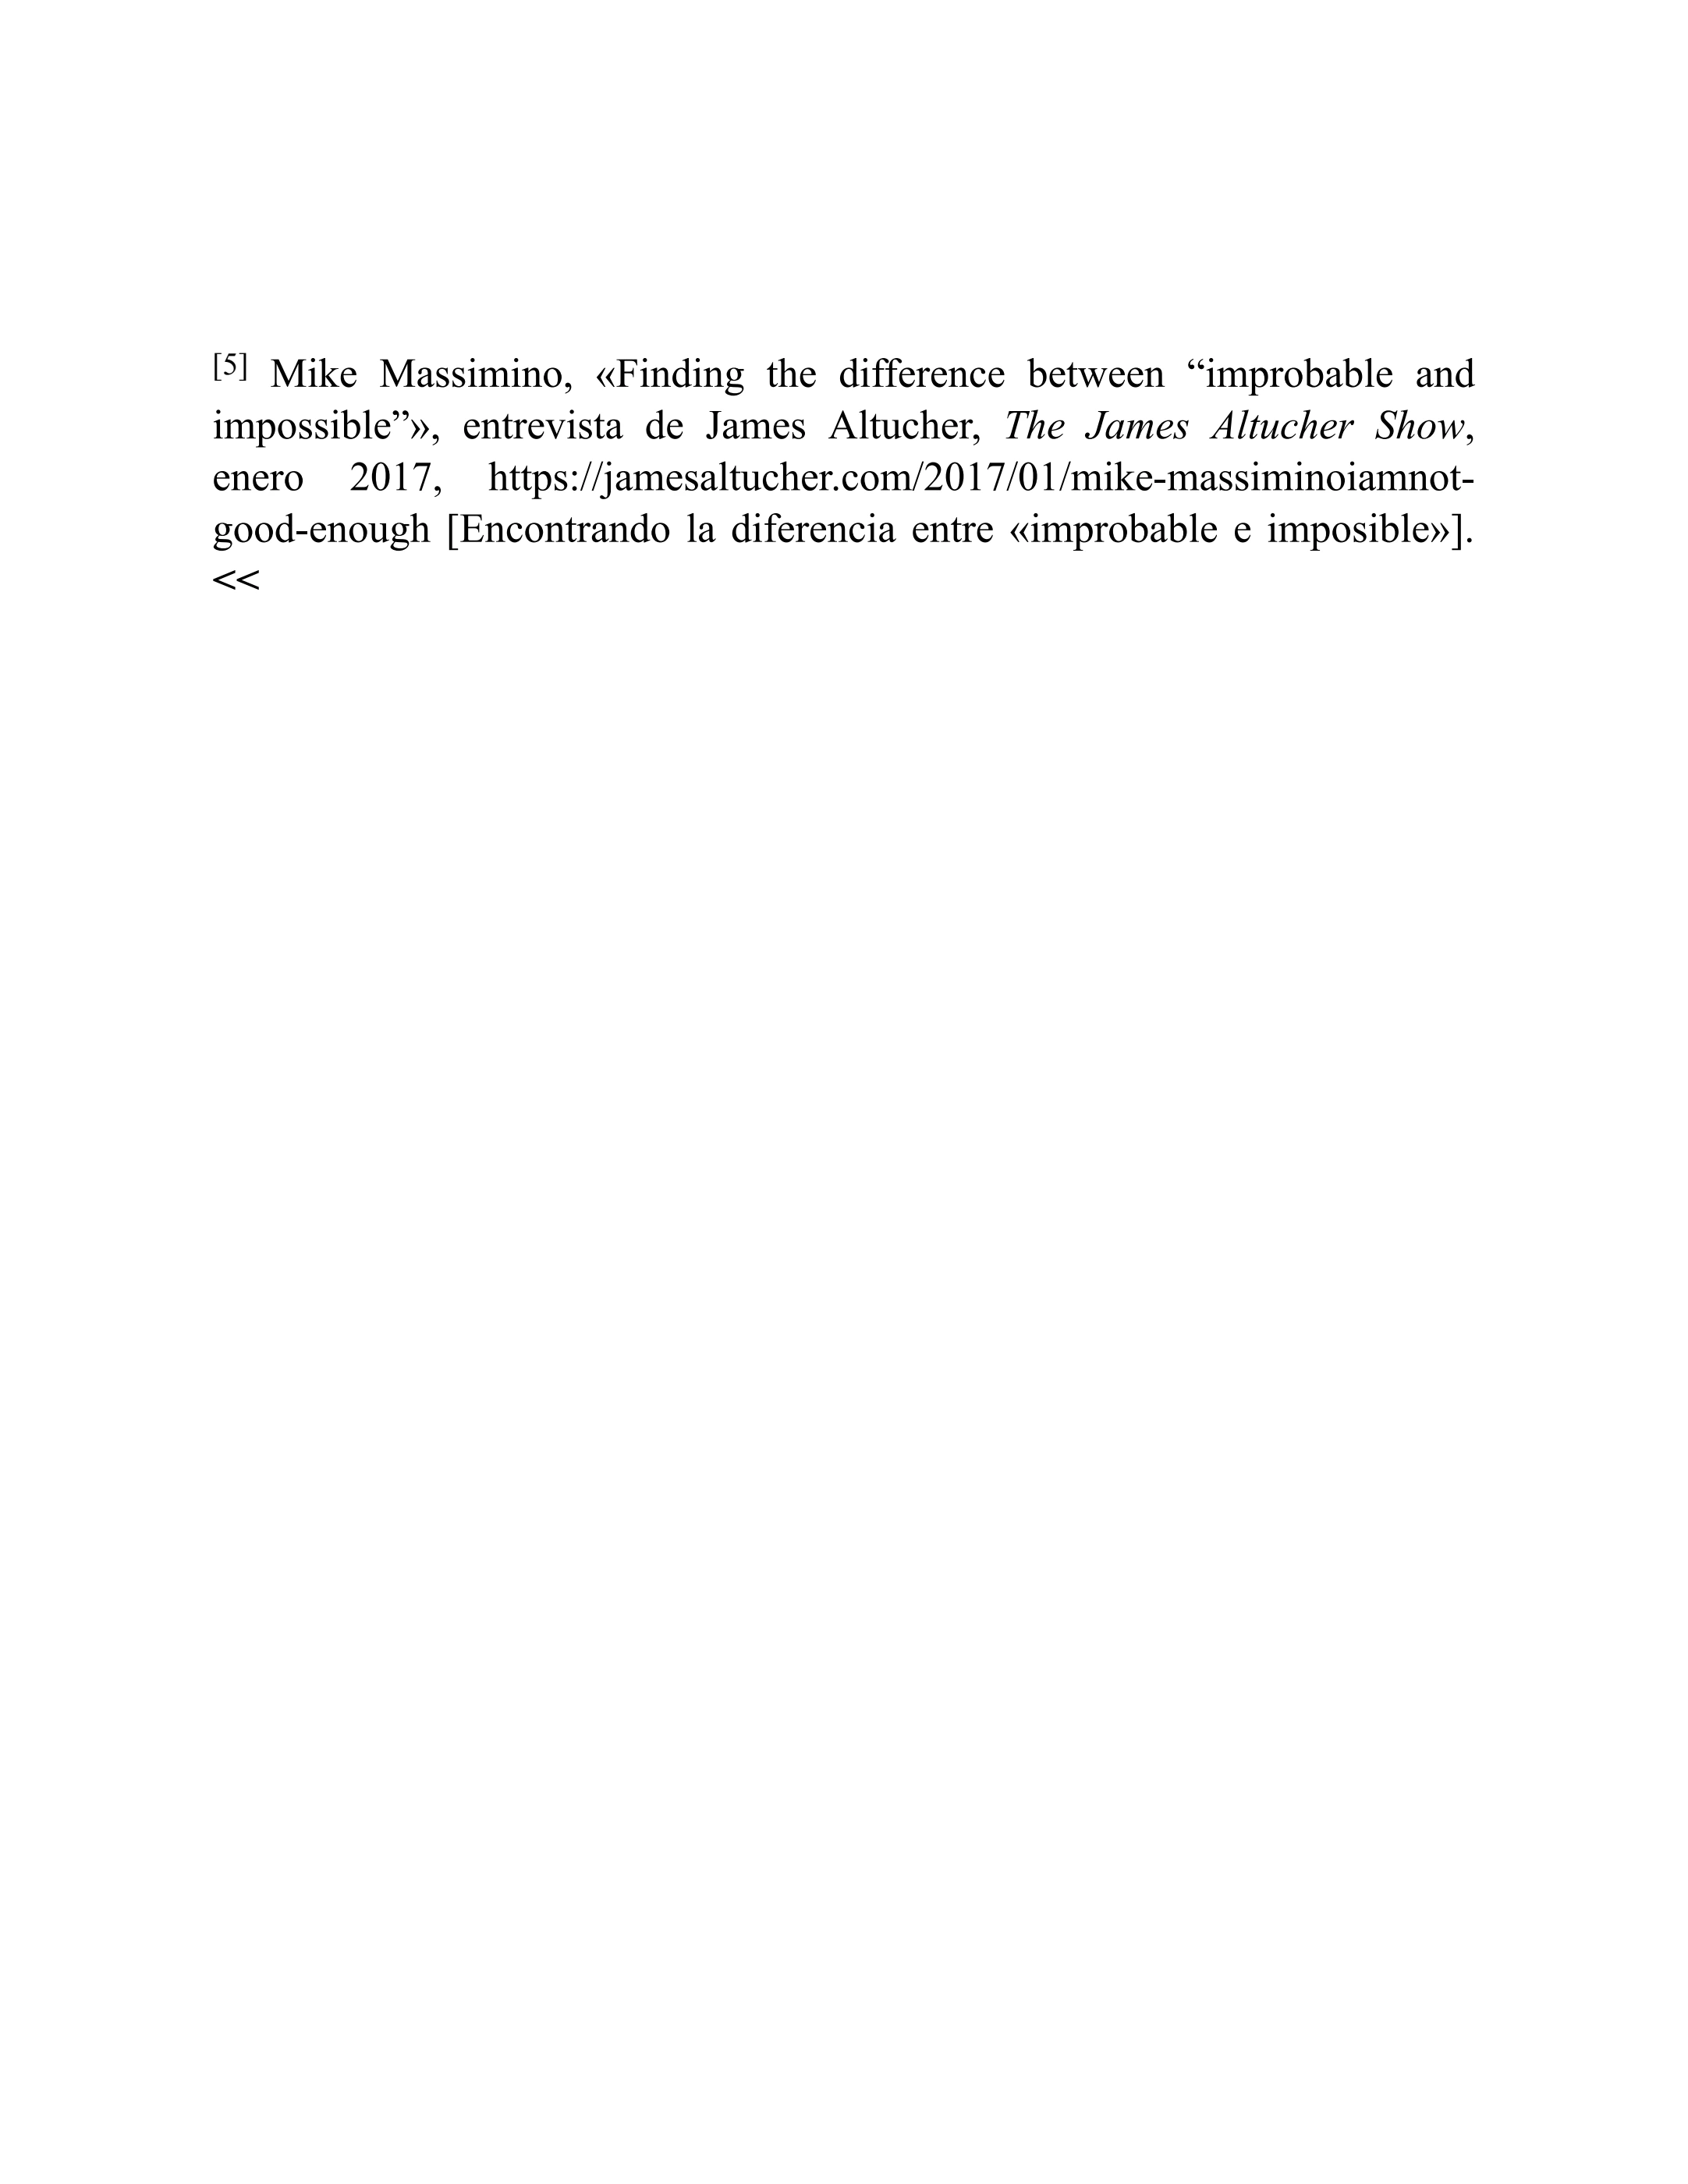 [5] Mike Massimino, «Finding the difference between “improbable and
impossible”», entrevista de James Altucher, The James Altucher Show,
enero 2017, https://jamesaltucher.com/2017/01/mike-massiminoiamnot-
good-enough [Encontrando la diferencia entre «improbable e imposible»].
<<